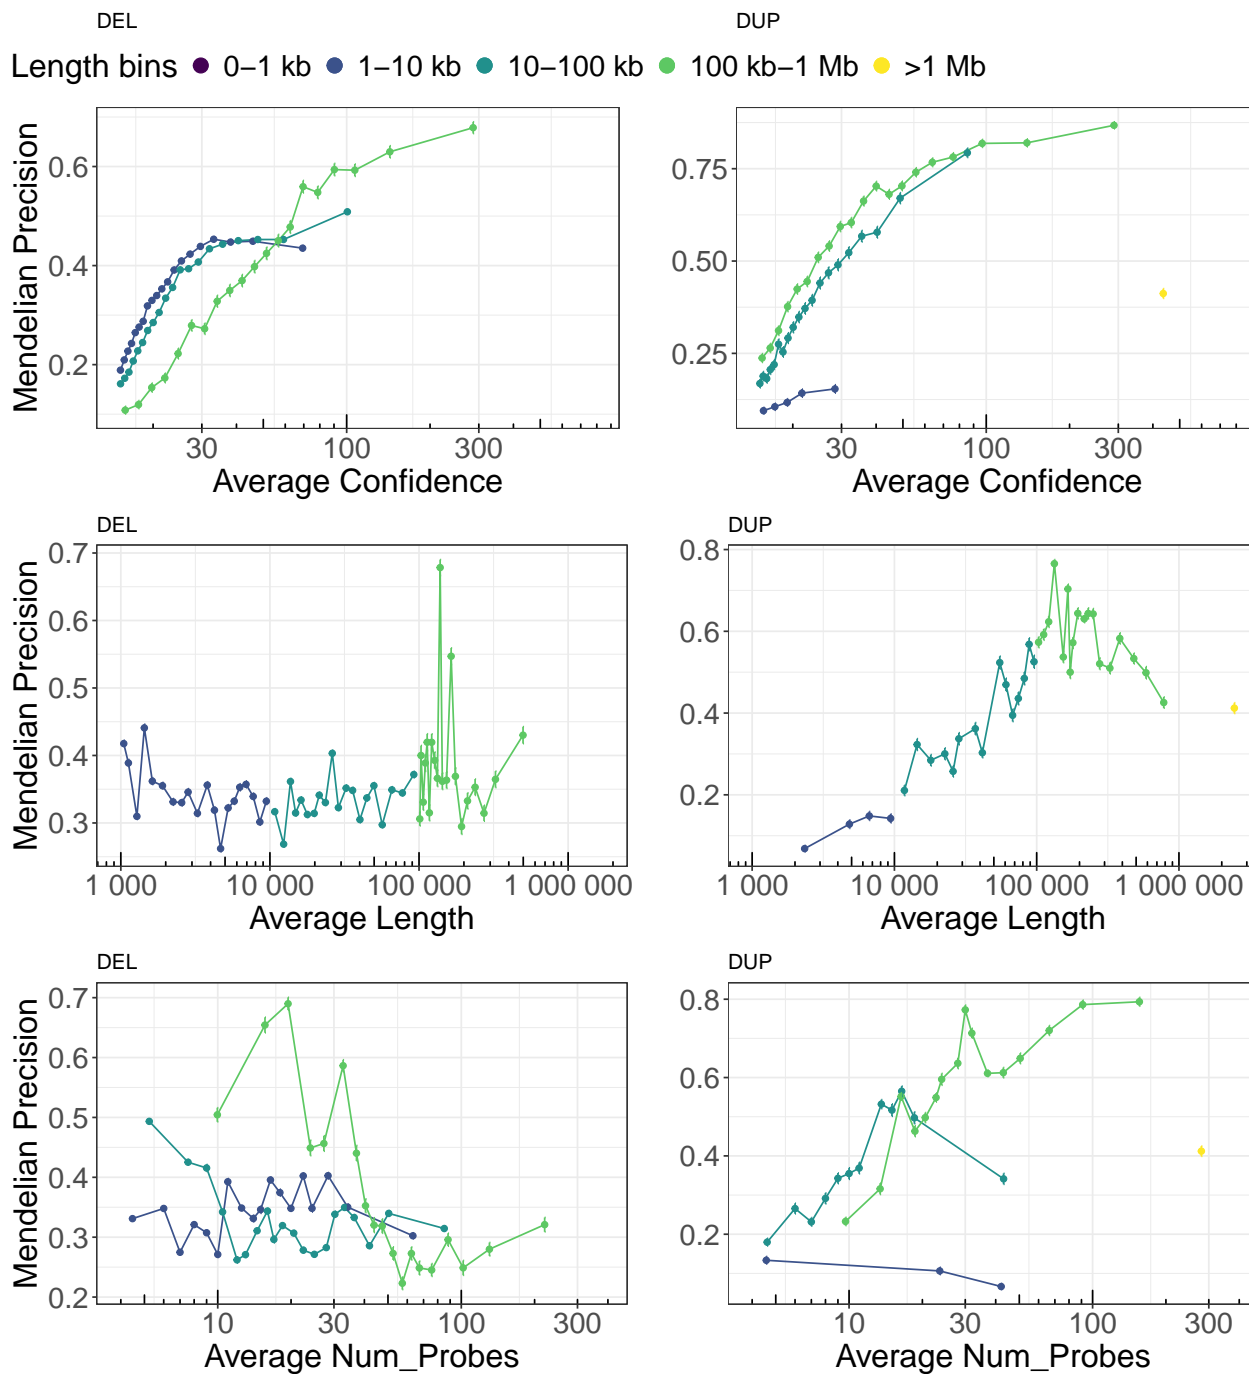 DEL DUP
Length bins 0–1 kb 1–10 kb 10–100 kb 100 kb–1 Mb >1 Mb
Mendelian Precision
0.6
0.4
0.2
30 100 300
Average Confidence
0.75
0.50
0.25
30 100 300
Average Confidence
DEL
Mendelian Precision
0.7
0.6
0.5
0.4
0.3
1 000 10 000 100 000 1 000 000
Average Length
DUP
0.8
0.6
0.4
0.2
1 000 10 000 100 000 1 000 000
Average Length
DEL
Mendelian Precision
0.7
0.6
0.5
0.4
0.3
0.2
10 30 100 300
Average Num_Probes
DUP
0.8
0.6
0.4
0.2
10 30 100 300
Average Num_Probes